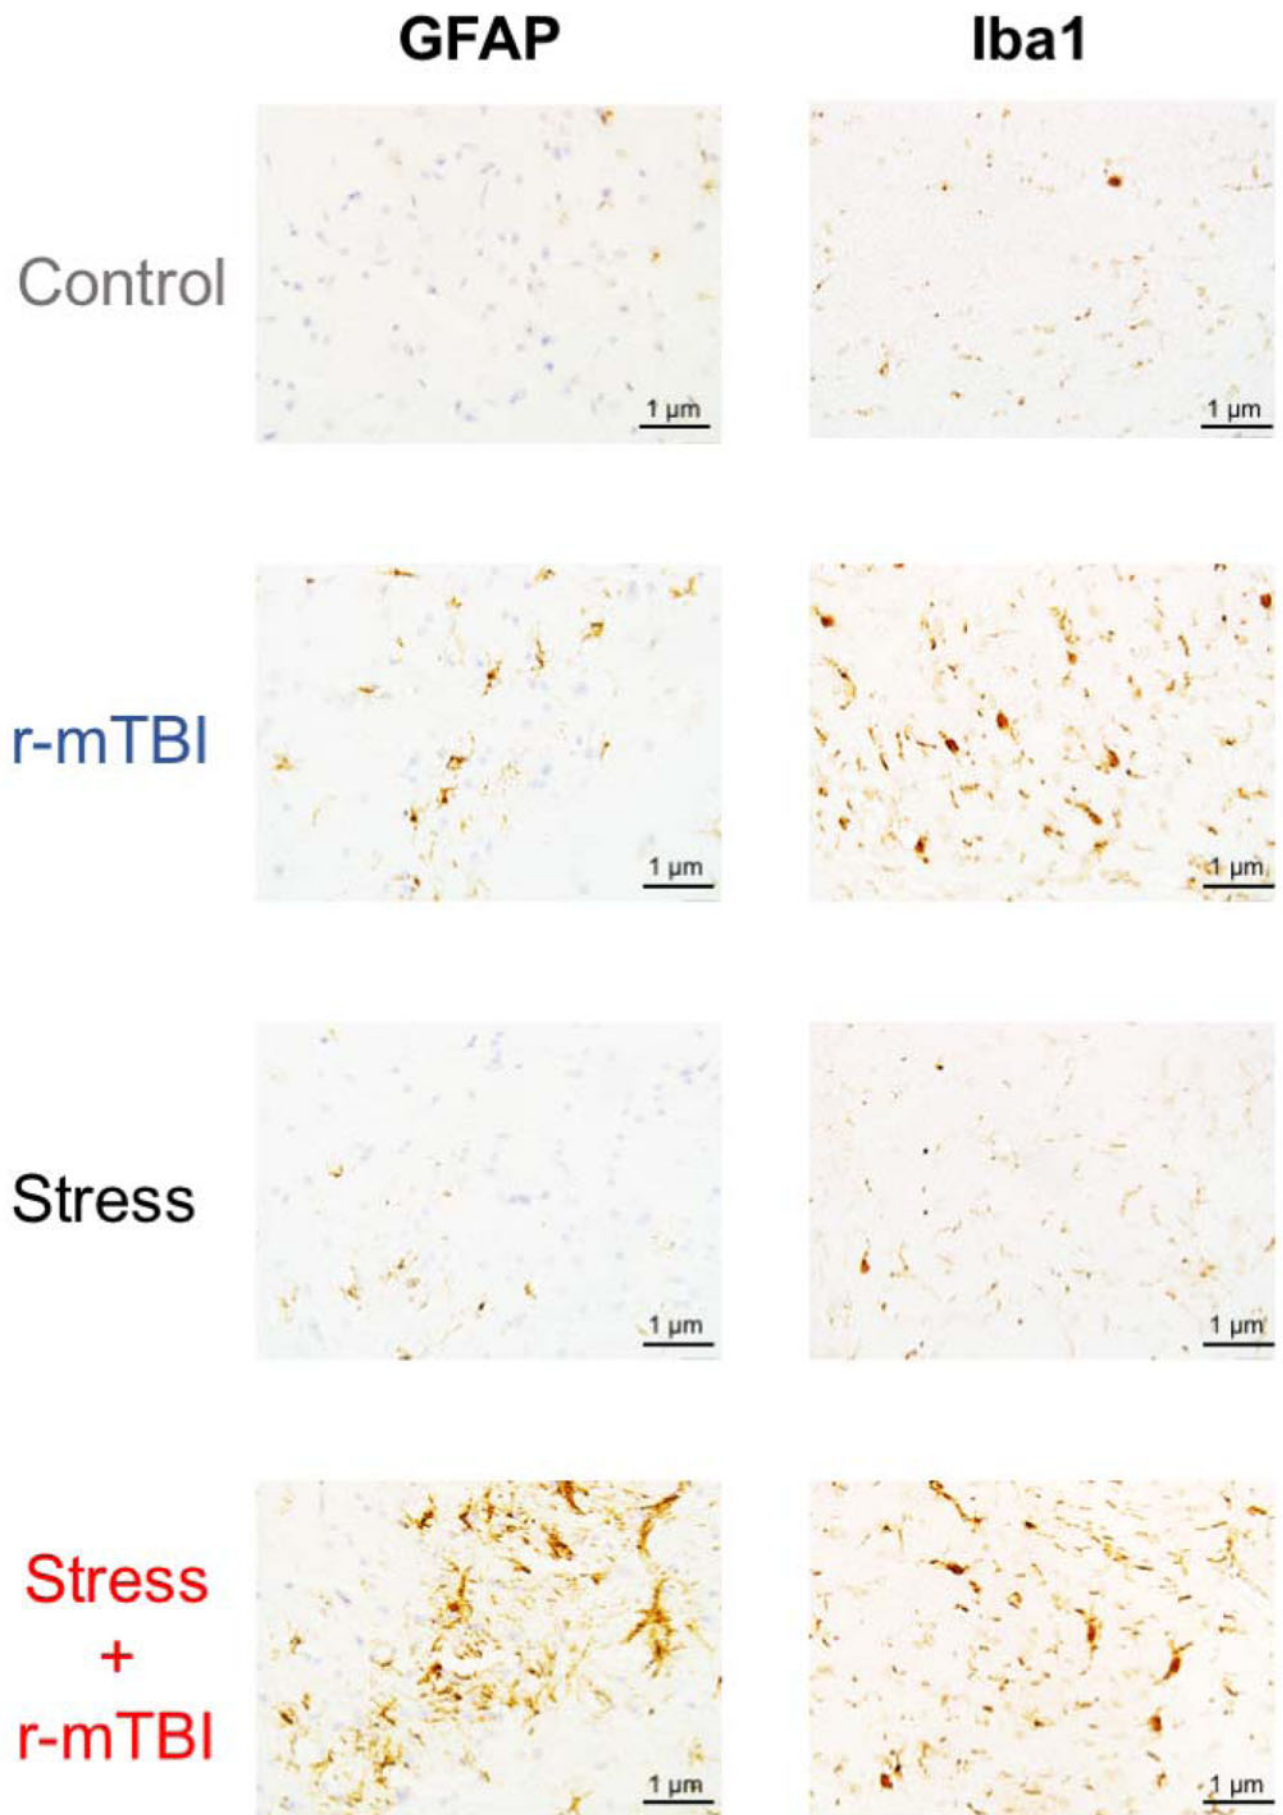 GFAP Iba1
Control
1 µm 1 µm
r-mTBI
1 µm 1 µm
Stress
1 µm 1 µm
Stress
+
r-mTBI
1 µm 1 µm